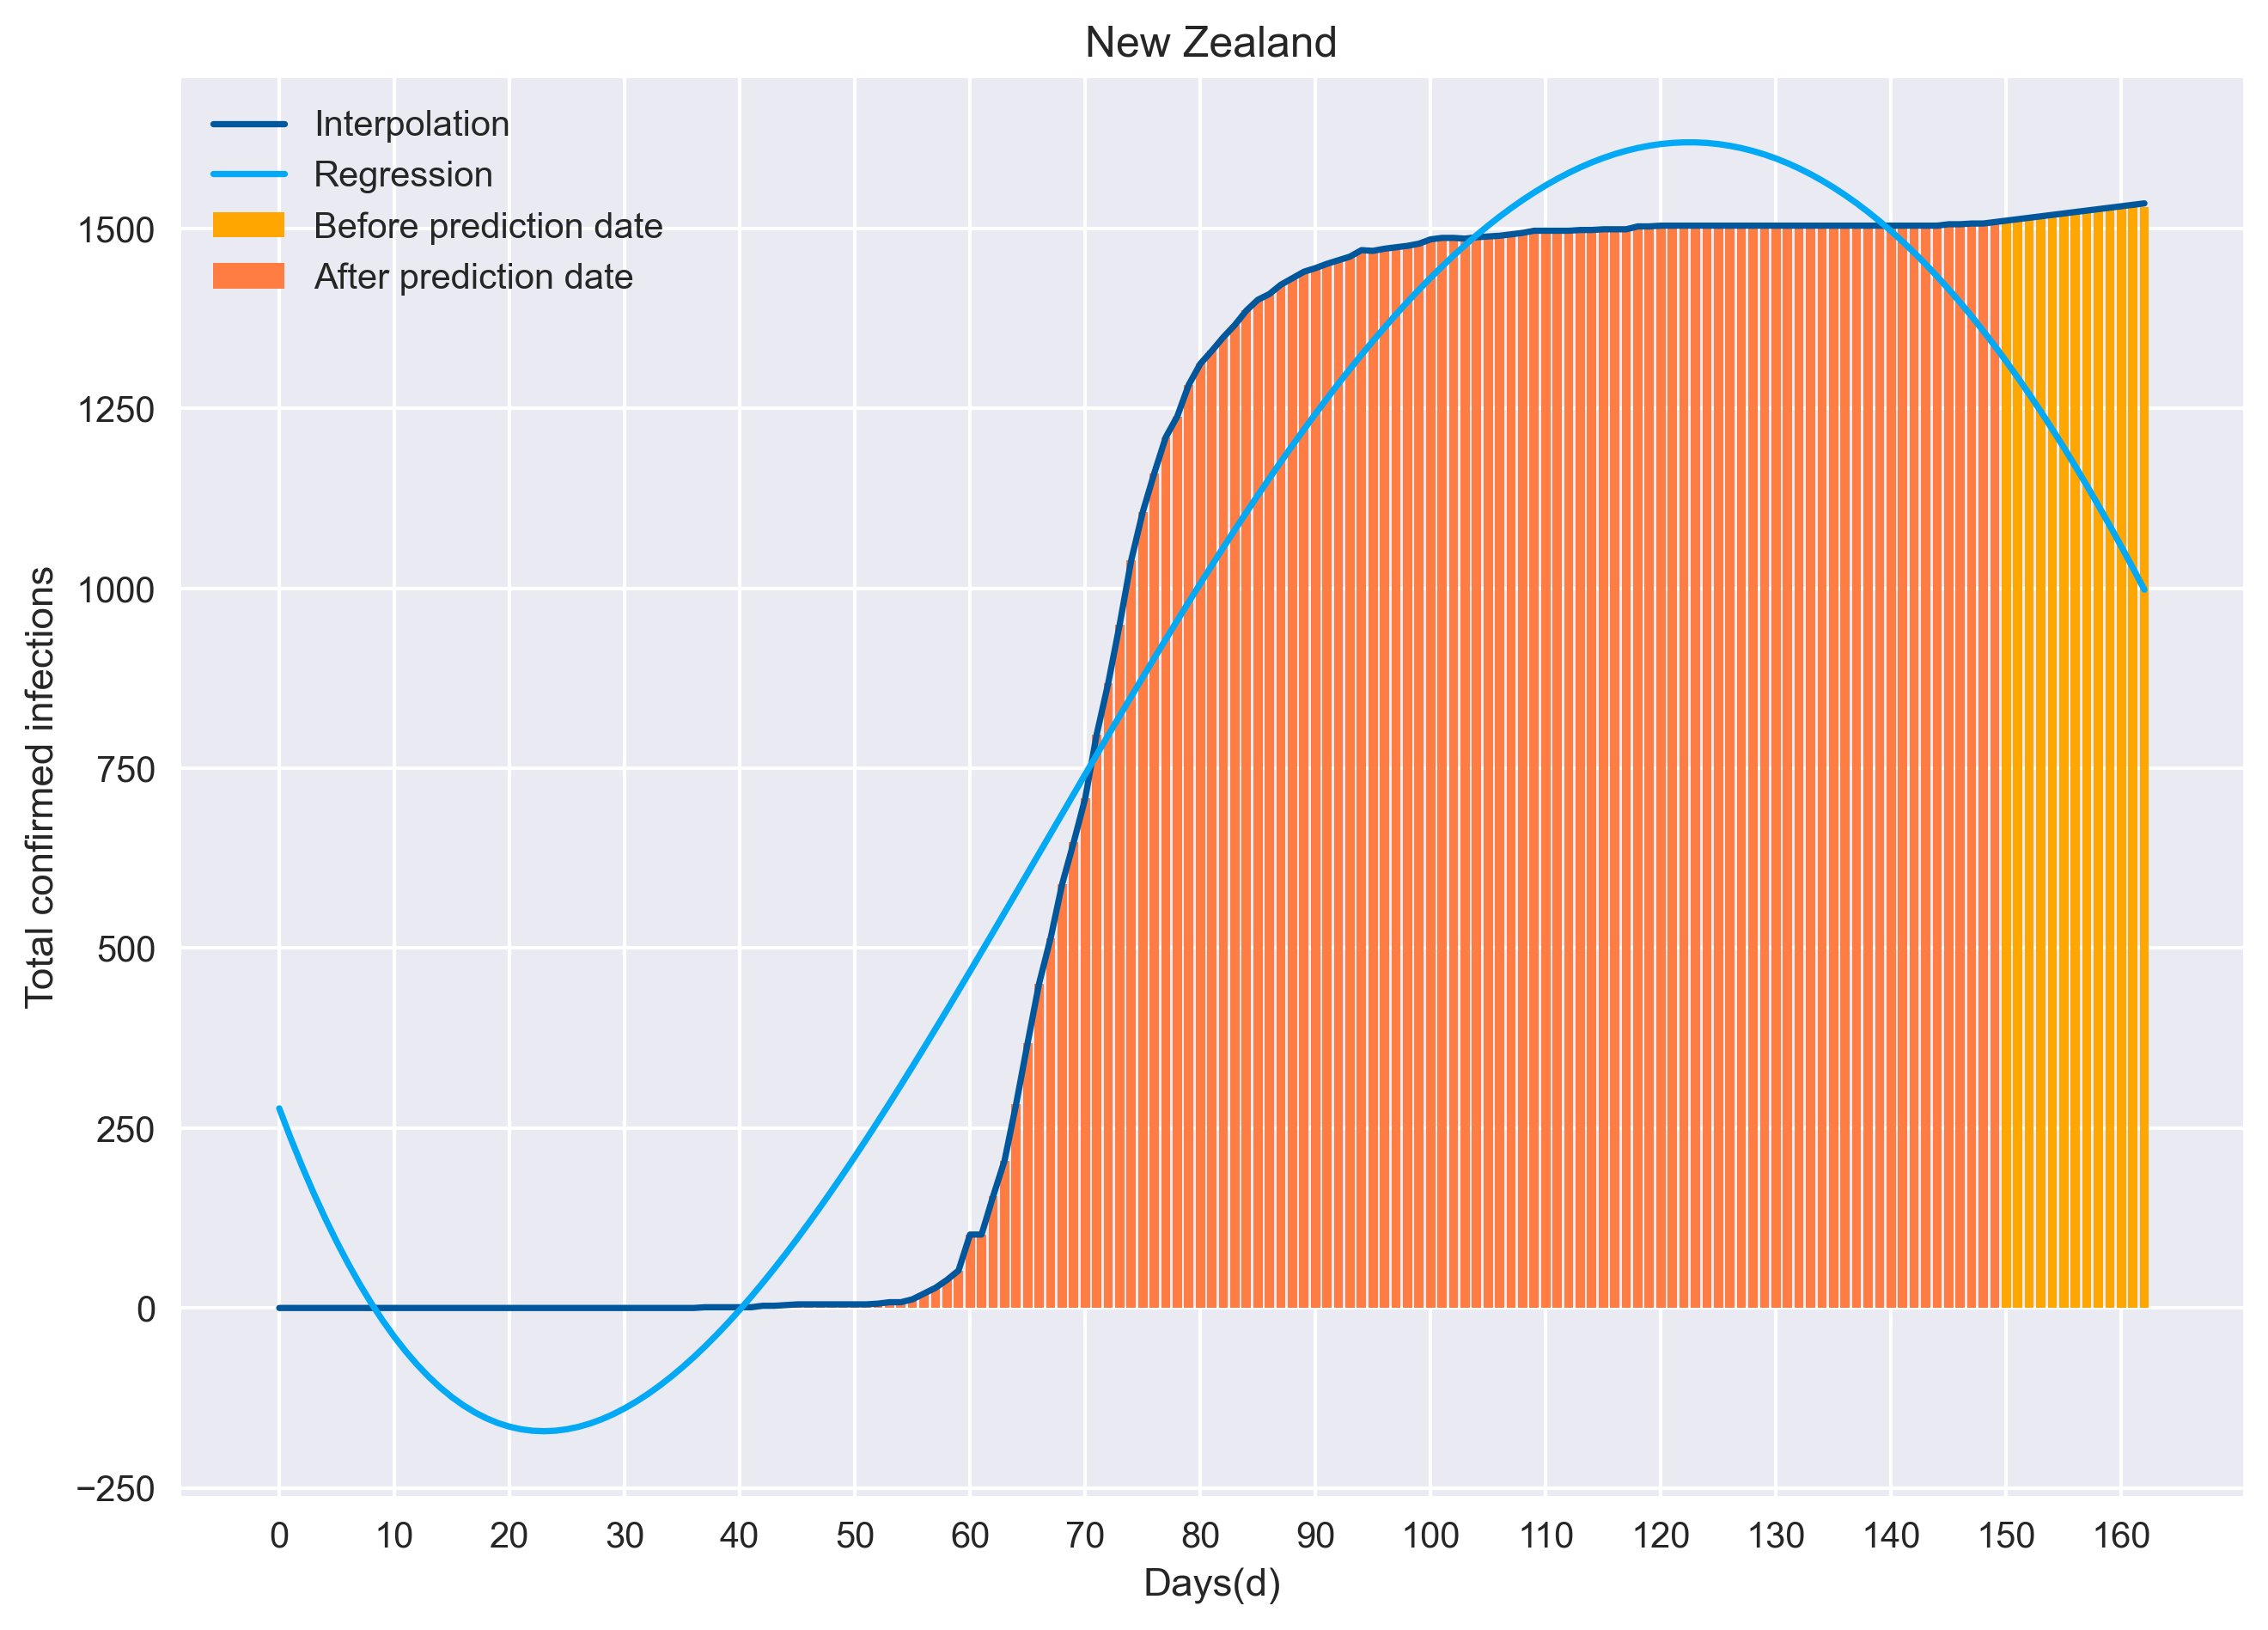 New Zealand
Interpolation
Regression
Before prediction date
After prediction date
1500
1250
1000
750
500
250
0
−250
Total confirmed infections
0 10 20 30 40 50 60 70 80 90 100 110 120 130 140 150 160
Days(d)